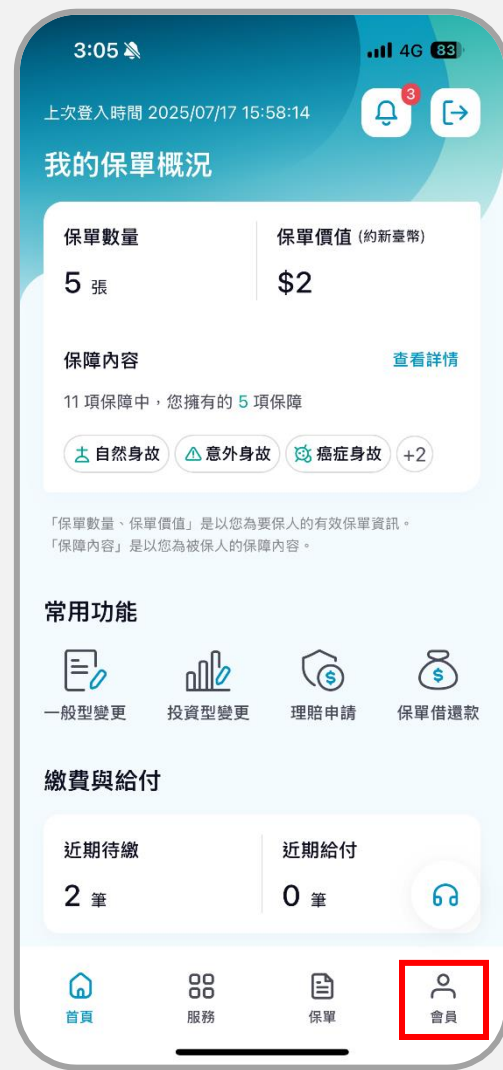 3:05 4G 83
上次登入時間 2025/07/17 15:58:14 3
我的保單概況
保單數量 保單價值 (約新臺幣)
5 張 $2
保障內容 查看詳情
11 項保障中，您擁有的 5 項保障
自然身故 意外身故 癌症身故 +2
「保單數量、保單價值」是以您為要保人的有效保單資訊。
「保障內容」是以您為被保人的保障內容。
常用功能
一般型變更 投資型變更 理賠申請 保單借還款
繳費與給付
近期待繳 近期給付
2 筆 0 筆
首頁 服務 保單 會員